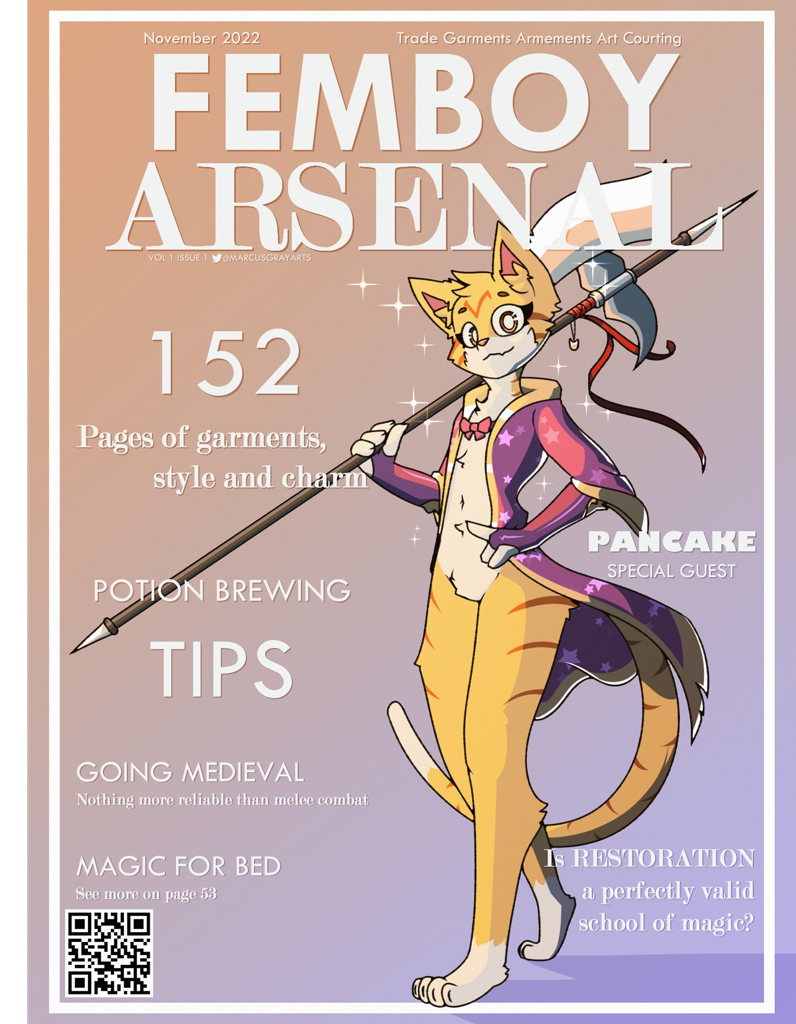 November 2022 Trade Garments Armements Art Courting
FEMBOY
ARSENAL
VOL 1 ISSUE 1 @MARCUSGRAYARTS
152
Pages of garments,
style and charm
PANCAKE
SPECIAL GUEST
POTION BREWING
TIPS
GOING MEDIEVAL
Nothing more reliable than melee combat
MAGIC FOR BED
See more on page 53
Is RESTORATION
a perfectly valid
school of magic?